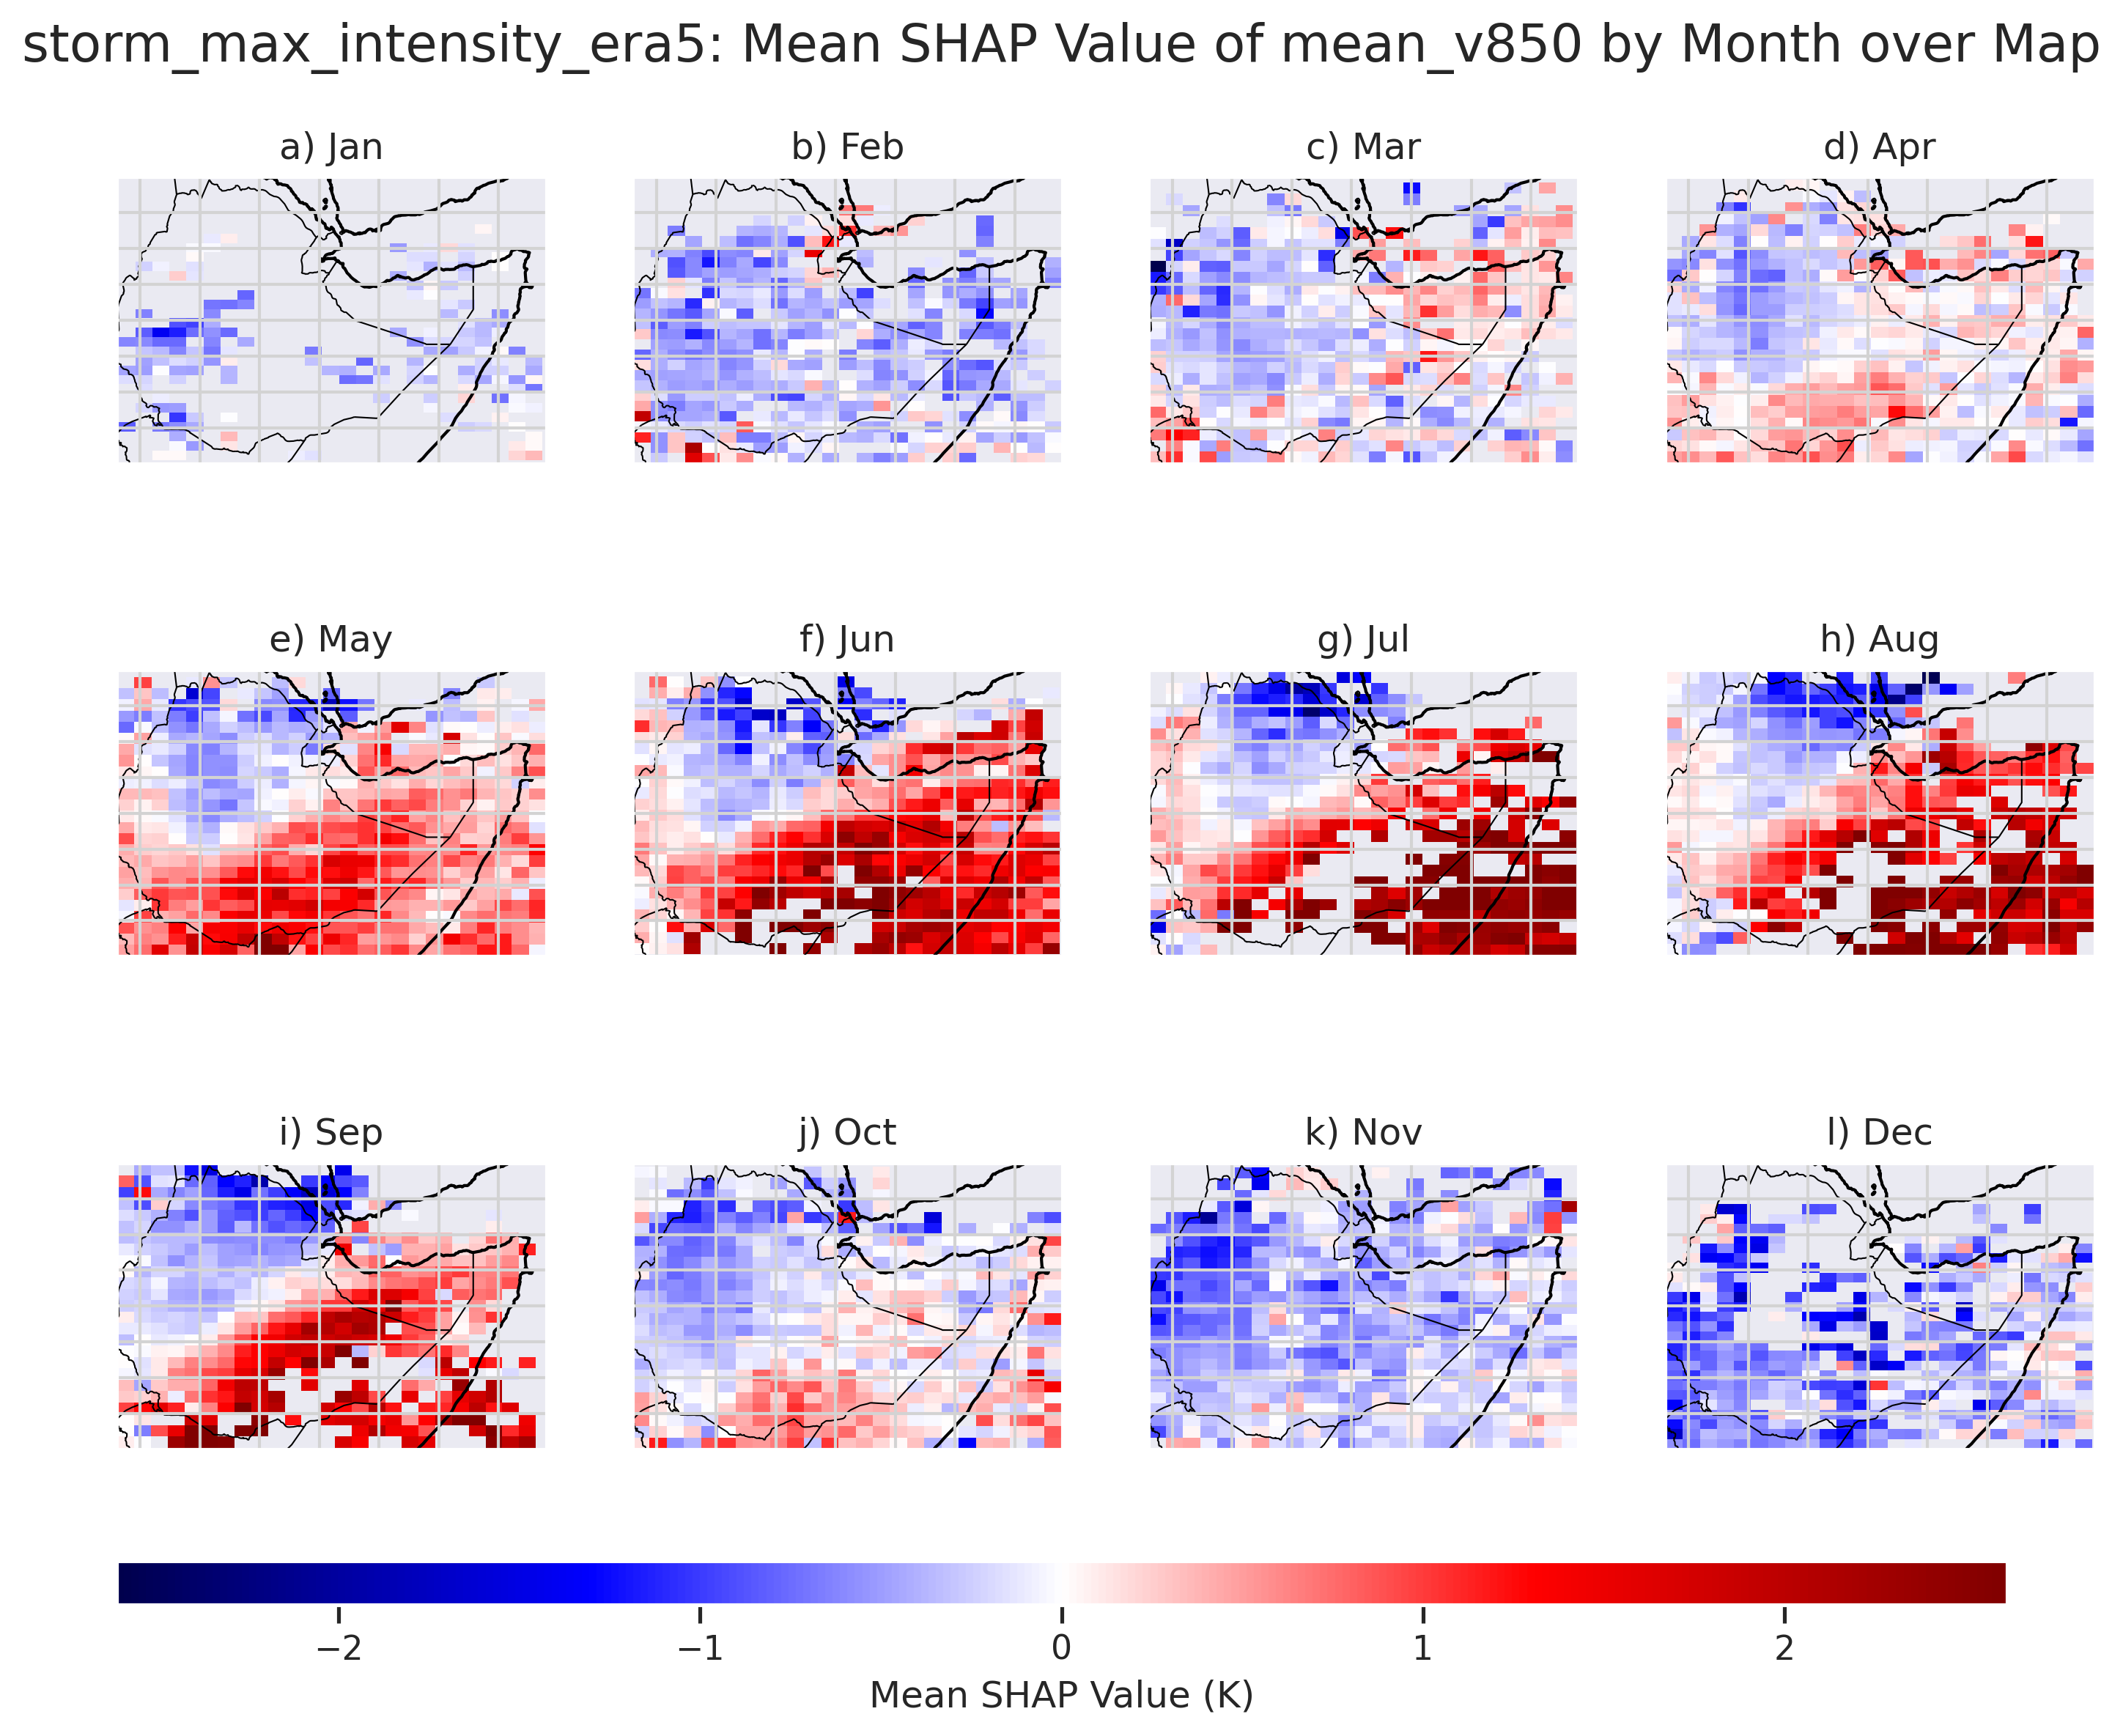 storm_max_intensity_era5: Mean SHAP Value of mean_v850 by Month over Map
a) Jan
b) Feb
c) Mar
d) Apr
e) May
f) Jun
g) Jul
h) Aug
i) Sep
j) Oct
k) Nov
l) Dec
−2
−1
0
1
2
Mean SHAP Value (K)